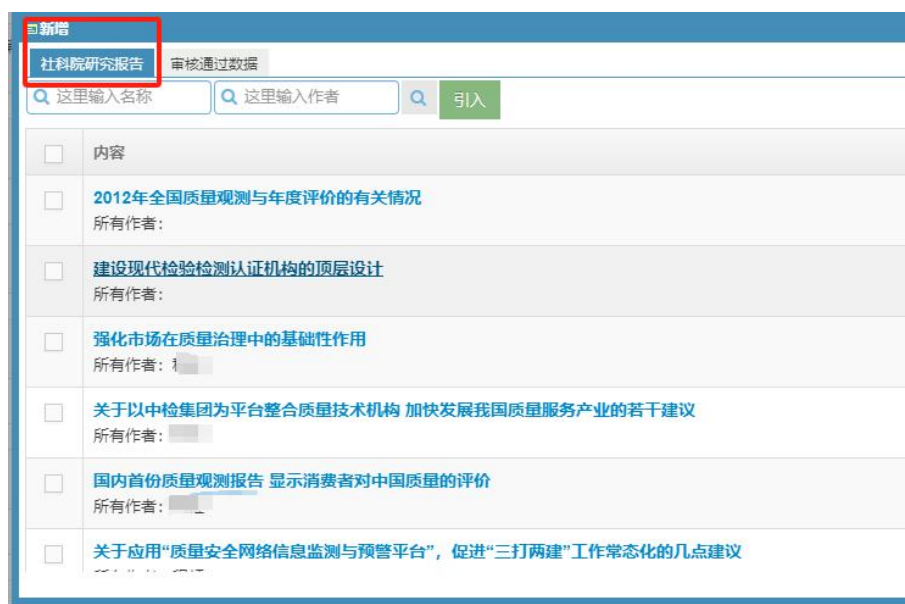 新增
社科院研究报告 审核通过数据
这里输入名称 这里输入作者 引入
内容
2012年全国质量观测与年度评价的有关情况
所有作者：
建设现代检验检测认证机构的顶层设计
所有作者：
强化市场在质量治理中的基础性作用
所有作者：
关于以中检集团为平台整合质量技术机构 加快发展我国质量服务产业的若干建议
所有作者：
国内首份质量观测报告 显示消费者对中国质量的评价
所有作者：
关于应用“质量安全网络信息监测与预警平台”，促进“三打两建”工作常态化的几点建议